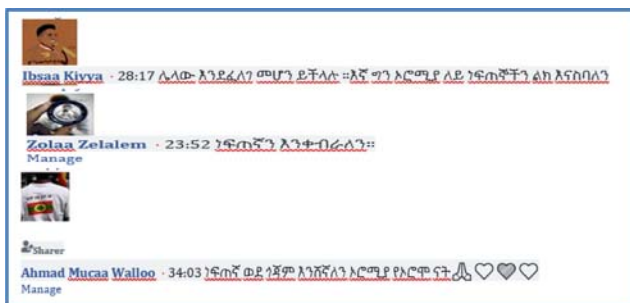 Ibsaa Kiyya · 28:17 ሌላው እንደፈለገ መሆን ይችላሉ ።እኛ ግን ኦሮሚያ ላይ ነፍጠኞችን ልክ እናስባለን
Zolaa Zelalem · 23:52 ነፍጠኛን እንቀብራለን።
Manage
Sharer
Ahmad Mucaa Walloo · 34:03 ነፍጠኛ ወደ ጎጃም እንሸኛለን ኦሮሚያ የኦሮሞ ናት🙏🤍🩶🤍
Manage